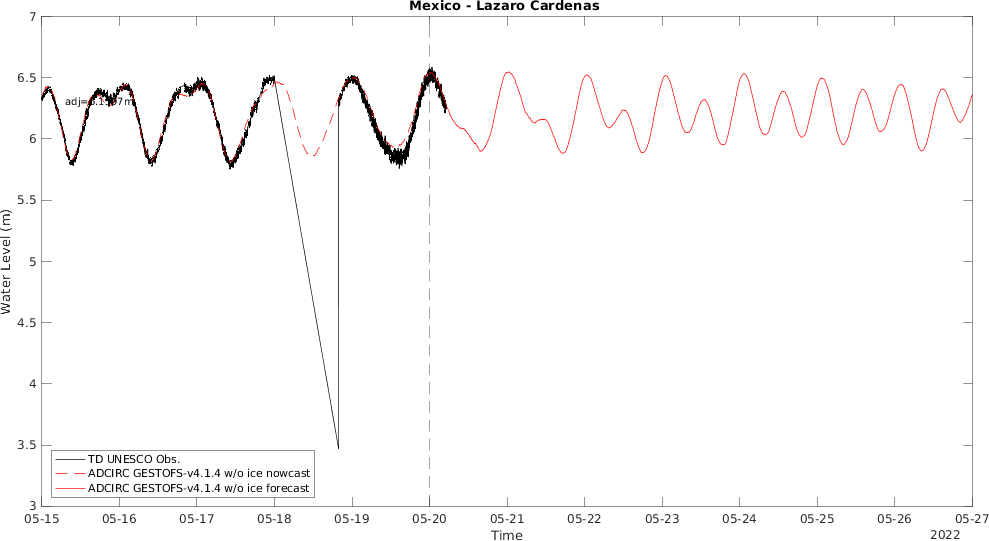 Mexico - Lazaro Cardenas
Water Level (m)
7
6.5
6
5.5
5
4.5
4
3.5
3
TD UNESCO Obs.
ADCIRC GESTOFS-v4.1.4 w/o ice nowcast
ADCIRC GESTOFS-v4.1.4 w/o ice forecast
05-15 05-16 05-17 05-18 05-19 05-20 05-21 05-22 05-23 05-24 05-25 05-26 05-27
Time
2022